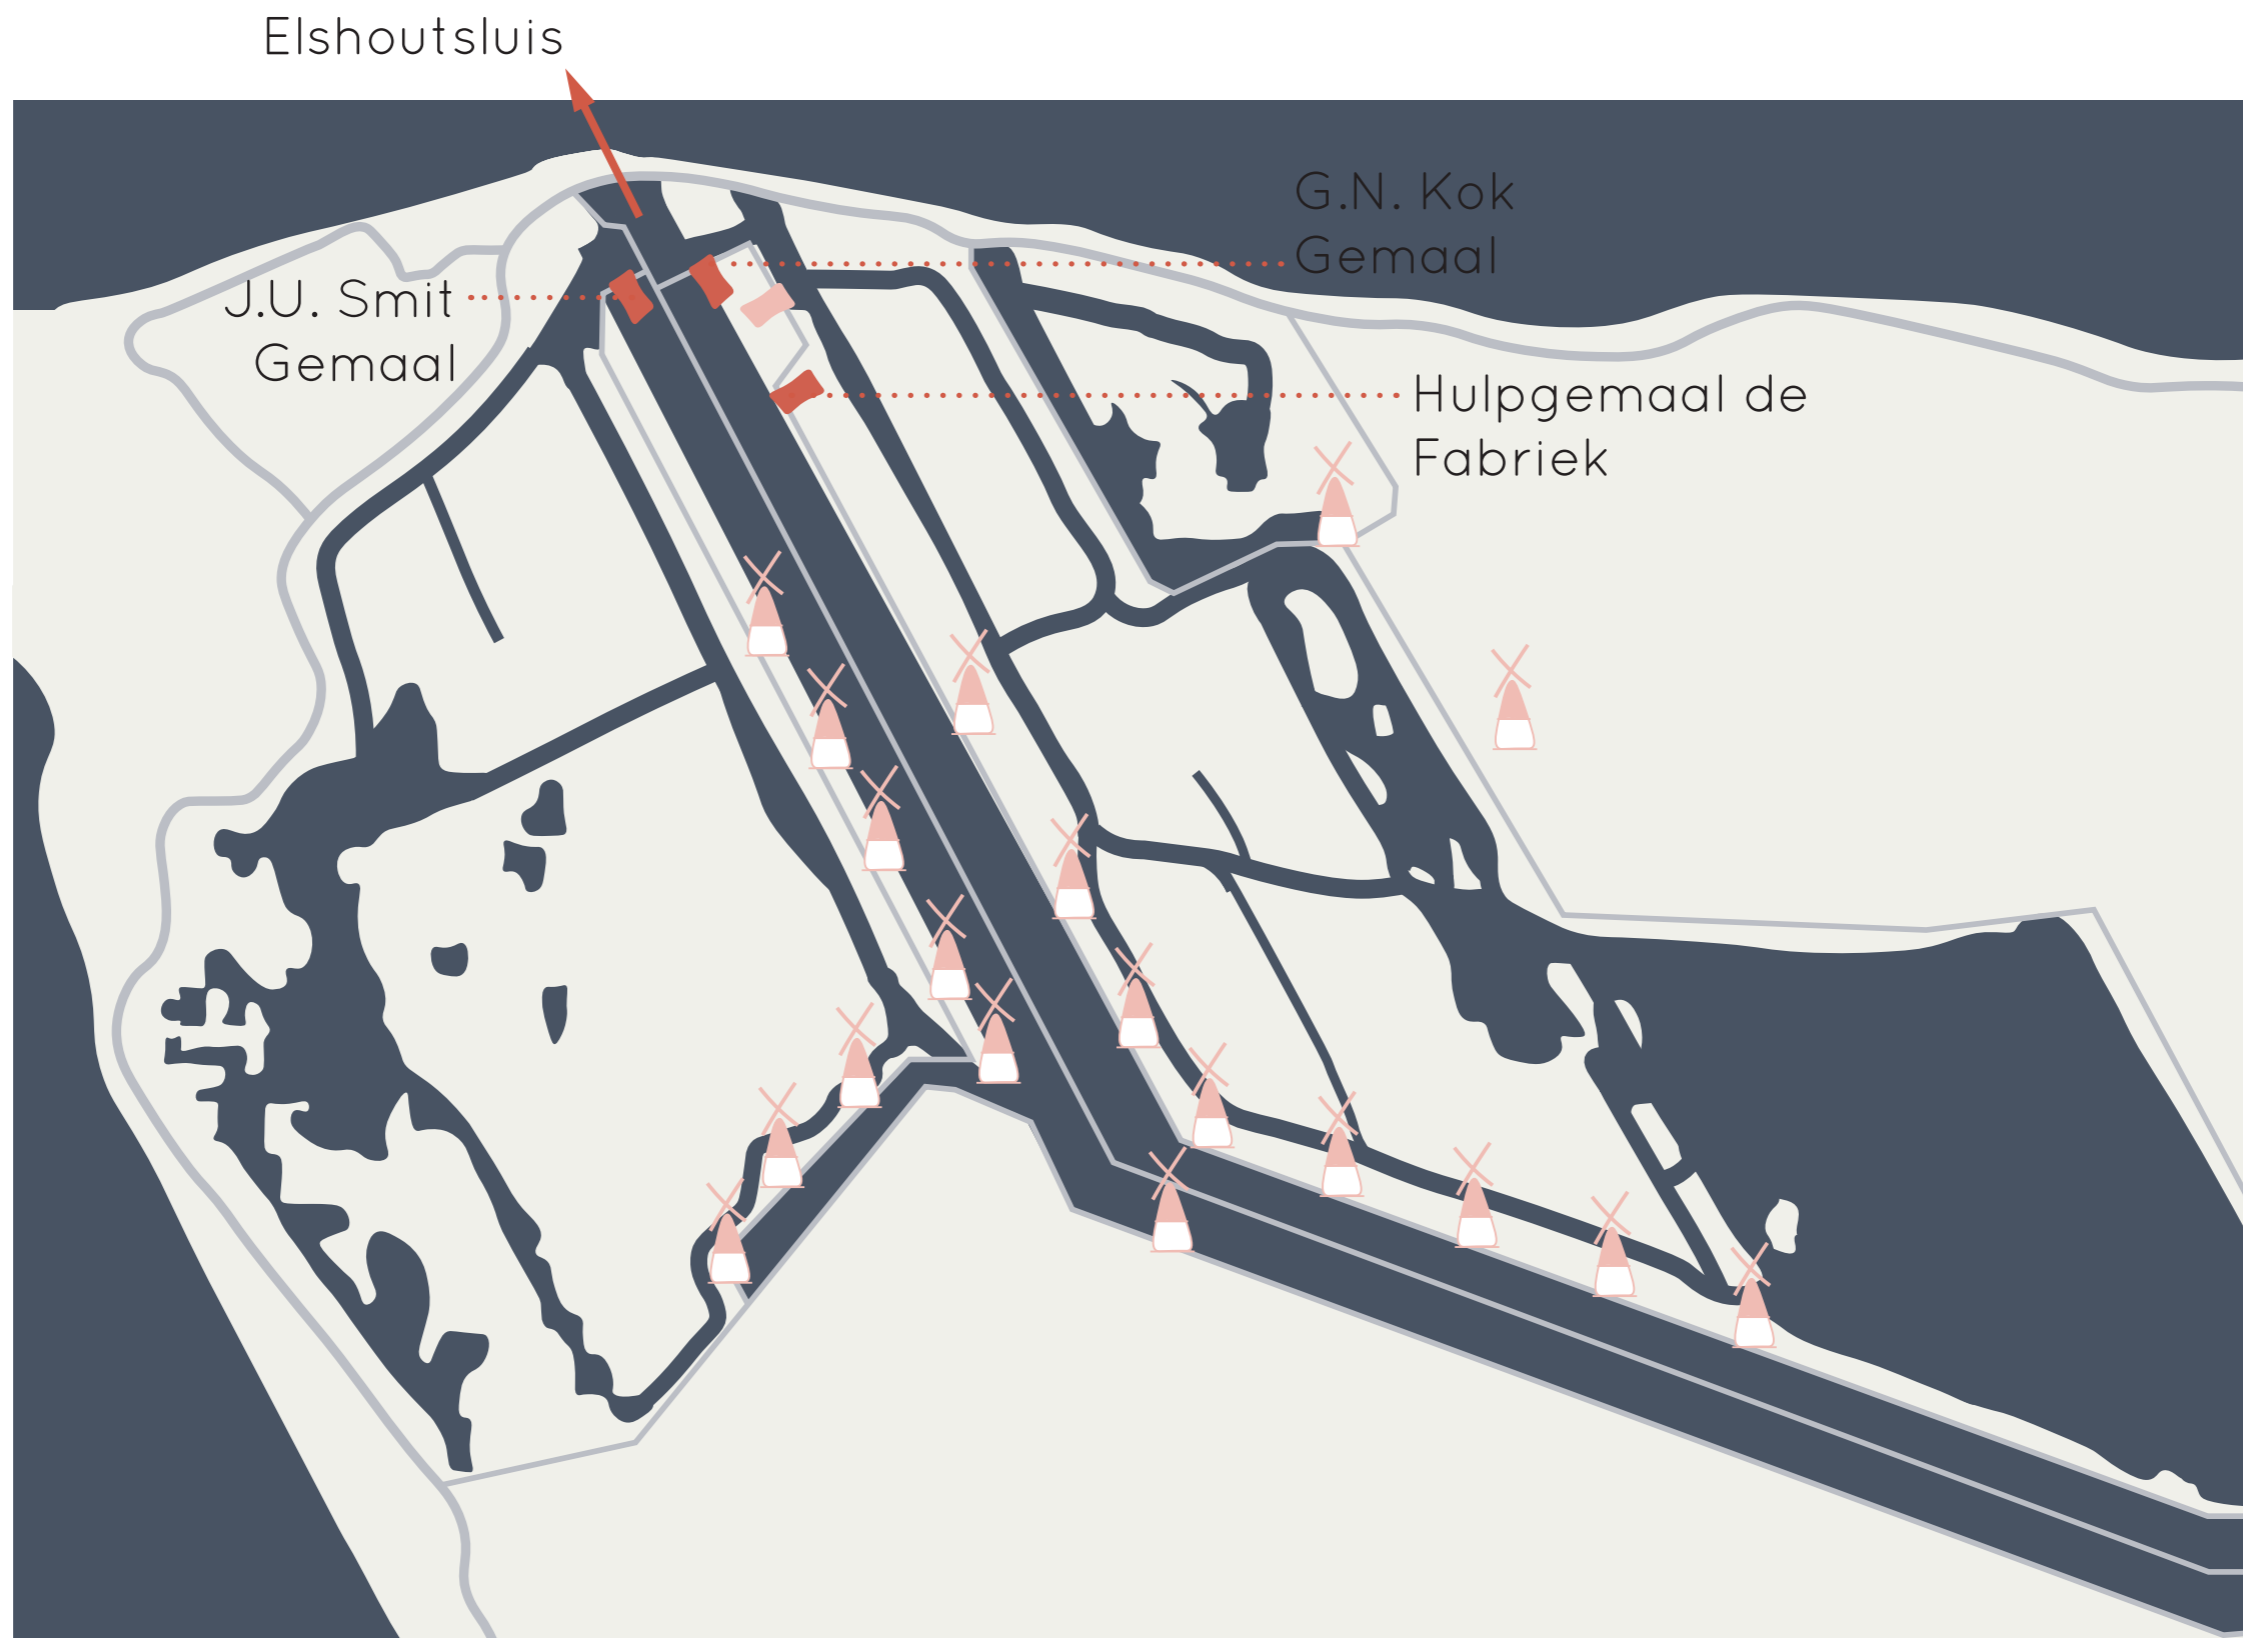 Elshoutsluis
G.N. Kok
Gemaal
J.U. Smit
Gemaal
Hulpgemaal de
Fabriek